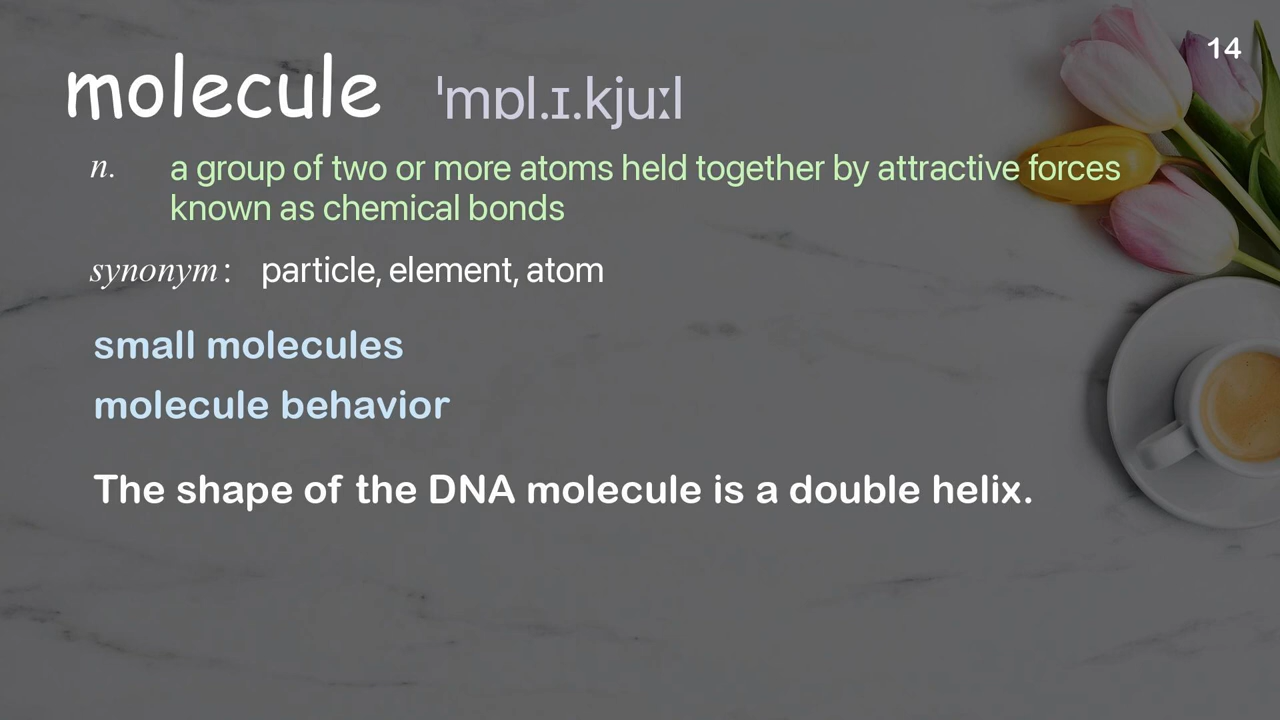 14
molecule ˈmɒl.ɪ.kjuːl
n. a group of two or more atoms held together by attractive forces
known as chemical bonds
synonym: particle, element, atom
small molecules
molecule behavior
The shape of the DNA molecule is a double helix.